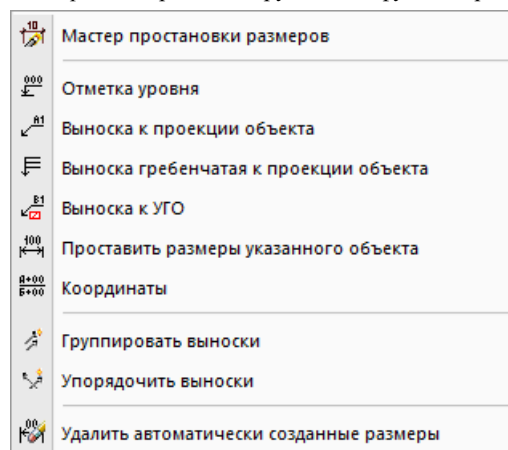 Мастер простановки размеров
Отметка уровня
Выноска к проекции объекта
Выноска гребенчатая к проекции объекта
Выноска к УГО
Проставить размеры указанного объекта
Координаты
Группировать выноски
Упорядочить выноски
Удалить автоматически созданные размеры